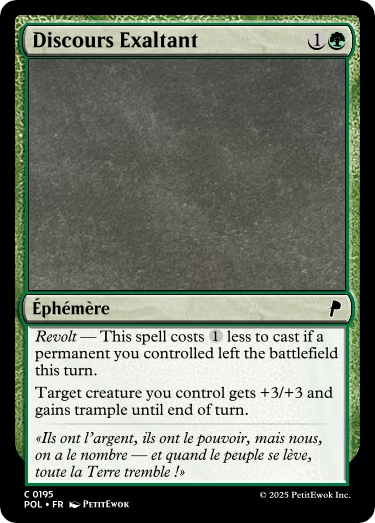 Discours Exaltant 1
Éphémère
Revolt — This spell costs 1 less to cast if a
permanent you controlled left the battlefield
this turn.
Target creature you control gets +3/+3 and
gains trample until end of turn.
«Ils ont l'argent, ils ont le pouvoir, mais nous,
on a le nombre — et quand le peuple se lève,
toute la Terre tremble !»
C 0195
POL • FR PetitEwok
© 2025 PetitEwok Inc.